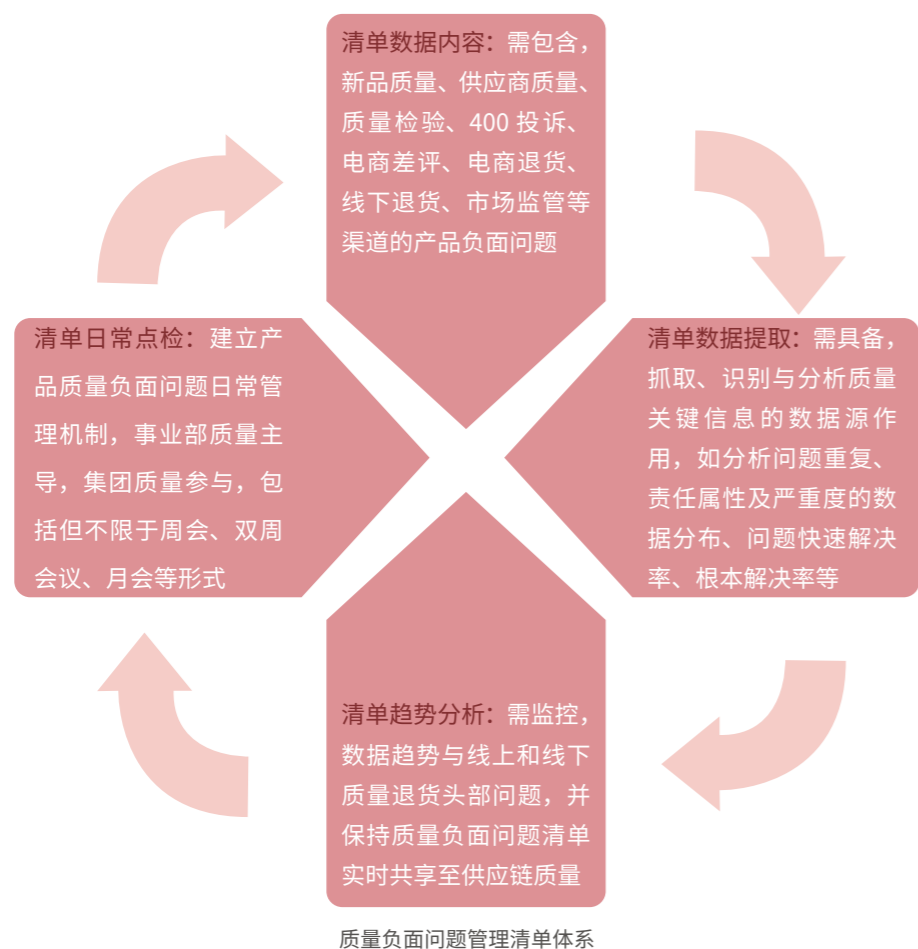 清单数据内容：需包含，
新品质量、供应商质量、
质量检验、400 投诉、
电商差评、电商退货、
线下退货、市场监管等
渠道的产品负面问题
清单日常点检：建立产
品质量负面问题日常管
理机制，事业部质量主
导，集团质量参与，包
括但不限于周会、双周
会议、月会等形式
清单数据提取：需具备，
抓取、识别与分析质量
关键信息的数据源作
用，如分析问题重复、
责任属性及严重度的数
据分布、问题快速解决
率、根本解决率等
清单趋势分析：需监控，
数据趋势与线上和线下
质量退货头部问题，并
保持质量负面问题清单
实时共享至供应链质量
质量负面问题管理清单体系